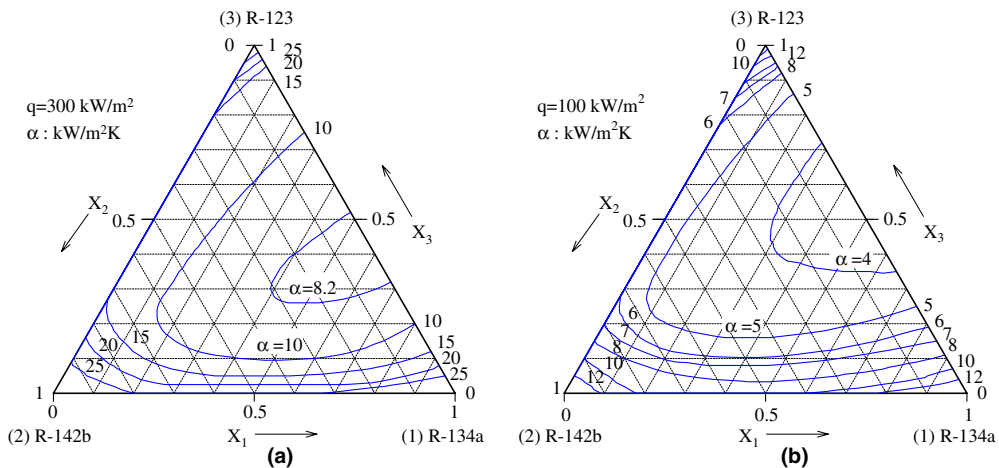 (3) R-123
0 1
25
20
15
q=300 kW/m²
α : kW/m²K
10
X₂
0.5
0.5
X₃
α=8.2
10
15
20
α=10
15
20
25
25
1
0
0
0.5
1
(2) R-142b
X₁
(1) R-134a
(a)
(3) R-123
0 1
12
10
8
5
7
6
q=100 kW/m²
α : kW/m²K
X₂
0.5
0.5
X₃
α=4
5
6
α=5
6
7
7
8
8
10
10
12
12
1
0
0
0.5
1
(2) R-142b
X₁
(1) R-134a
(b)